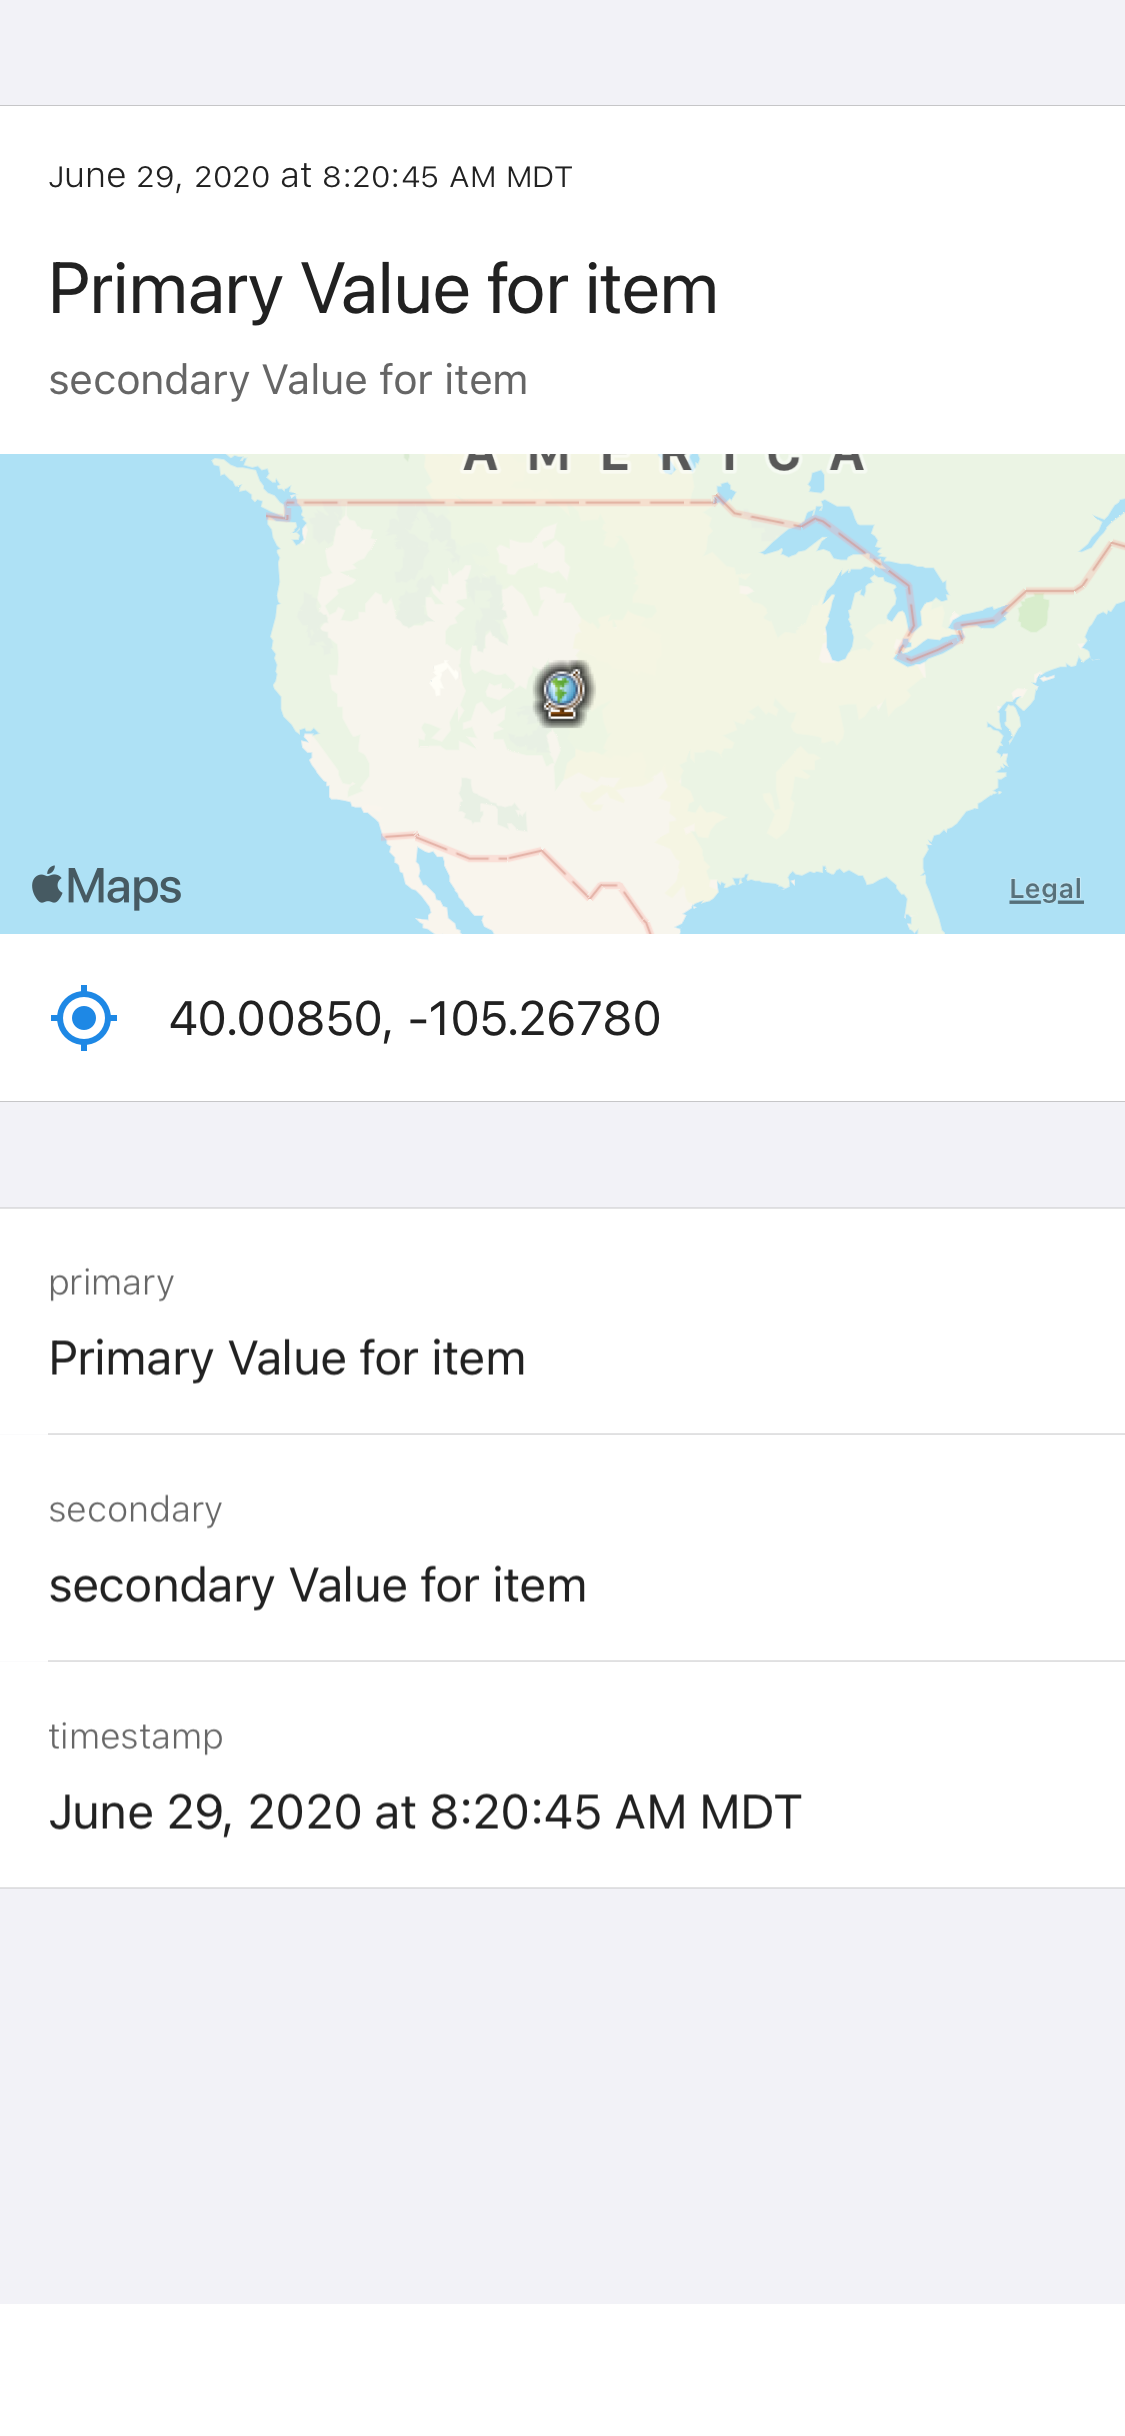 June 29, 2020 at 8:20:45 AM MDT
Primary Value for item
secondary Value for item
AMERICA
Maps
Legal
40.00850, -105.26780
primary
Primary Value for item
secondary
secondary Value for item
timestamp
June 29, 2020 at 8:20:45 AM MDT